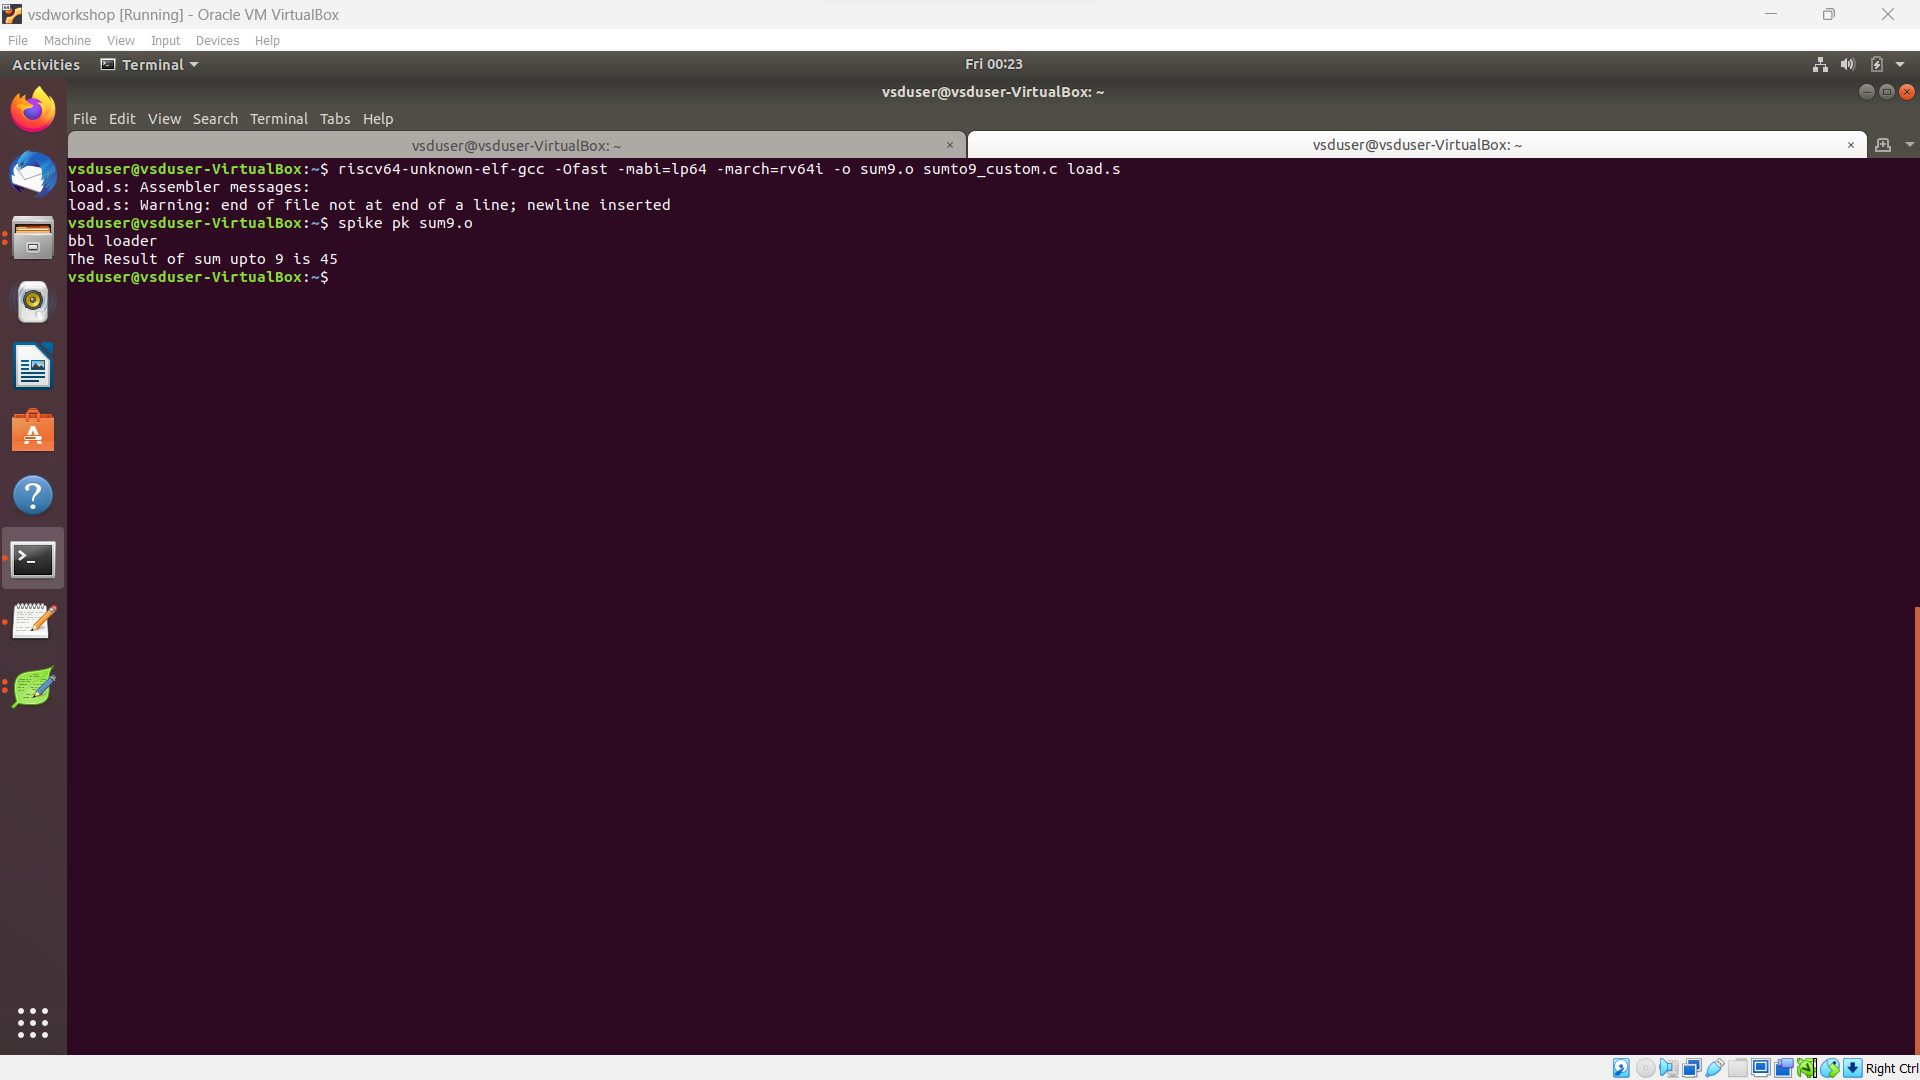 vsdworkshop [Running] - Oracle VM VirtualBox
File Machine View Input Devices Help
Activities Terminal Fri 00:23
vsduser@vsduser-VirtualBox: ~
File Edit View Search Terminal Tabs Help
vsduser@vsduser-VirtualBox: ~ × vsduser@vsduser-VirtualBox: ~ ×
vsduser@vsduser-VirtualBox:~$ riscv64-unknown-elf-gcc -Ofast -mabi=lp64 -march=rv64i -o sum9.o sumto9_custom.c load.s
load.s: Assembler messages:
load.s: Warning: end of file not at end of a line; newline inserted
vsduser@vsduser-VirtualBox:~$ spike pk sum9.o
bbl loader
The Result of sum upto 9 is 45
vsduser@vsduser-VirtualBox:~$
Right Ctrl